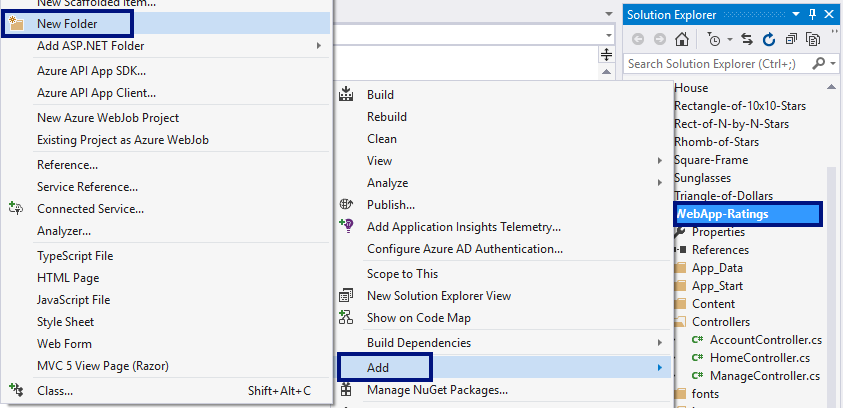 New Scaffolded Item...
New Folder
Add ASP.NET Folder
Azure API App SDK...
Azure API App Client...
New Azure WebJob Project
Existing Project as Azure WebJob
Reference...
Service Reference...
Connected Service...
Analyzer...
TypeScript File
HTML Page
JavaScript File
Style Sheet
Web Form
MVC 5 View Page (Razor)
Class... Shift+Alt+C
Build
Rebuild
Clean
View
Analyze
Publish...
Add Application Insights Telemetry...
Configure Azure AD Authentication...
Scope to This
New Solution Explorer View
Show on Code Map
Build Dependencies
Add
Manage NuGet Packages...
Solution Explorer
Search Solution Explorer (Ctrl+;)
House
Rectangle-of-10x10-Stars
Rect-of-N-by-N-Stars
Rhomb-of-Stars
Square-Frame
Sunglasses
Triangle-of-Dollars
WebApp-Ratings
Properties
References
App_Data
App_Start
Content
Controllers
C# AccountController.cs
C# HomeController.cs
C# ManageController.cs
fonts